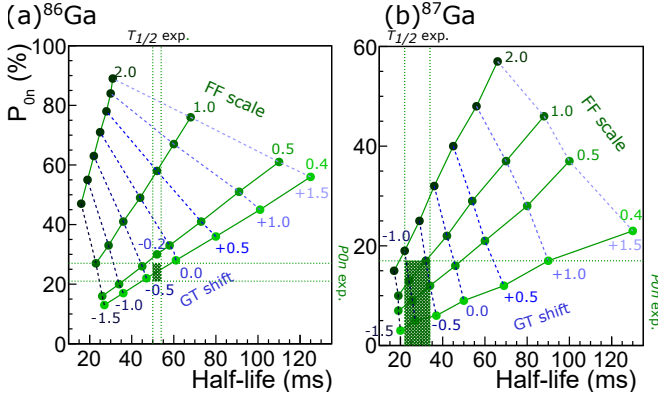 (a)⁸⁶Ga
T1/2 exp.
P0n (%)
100
80
60
40
20
0
2.0
FF scale
1.0
0.5
0.4
+1.5
+1.0
+0.5
-0.2
0.0
-0.5
GT shift
-1.5
20 40 60 80 100 120
Half-life (ms)
P0n exp.
(b)⁸⁷Ga
T1/2 exp.
60
40
20
0
2.0
1.0
FF scale
0.5
-1.0
0.4
+1.5
+1.0
+0.5
0.0
-0.5
-1.5
GT shift
20 40 60 80 100 120
Half-life (ms)
P0n exp.